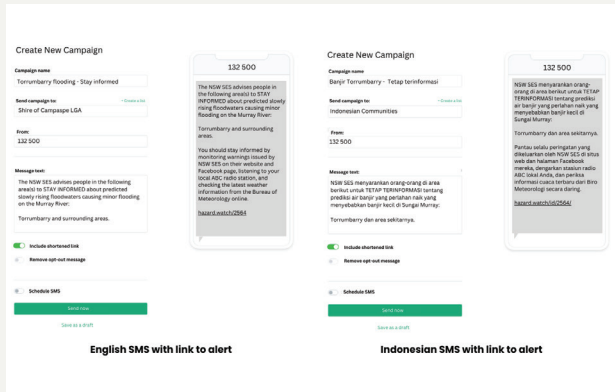 Create New Campaign
Campaign name
Torrumbarry flooding - Stay informed
Send campaign to:
+Create a list
Shire of Campaspe LGA
From:
132 500
Message text:
The NSW SES advises people in the following
area(s) to STAY INFORMED about predicted
slowly rising floodwaters causing minor flooding
on the Murray River:
Torrumbarry and surrounding areas.
Include shortened link
Remove opt-out message
Schedule SMS
Send now
Save as a draft
132 500
The NSW SES advises people in
the following area(s) to STAY
INFORMED about predicted slowly
rising floodwaters causing minor
flooding on the Murray River:
Torrumbarry and surrounding
areas.
You should stay informed by
monitoring warnings issued by
NSW SES on their website and
Facebook page, listening to your
local ABC radio station, and
checking the latest weather
information from the Bureau of
Meteorology online.
hazard.watch/2564
English SMS with link to alert
Create New Campaign
Campaign name
Banjir Torrumbarry - Tetap terinformasi
Send campaign to:
+Create a list
Indonesian Communities
From:
132 500
Message text:
NSW SES menyarankan orang-orang di area
berikut untuk TETAP TERINFORMASI tentang
prediksi air banjir yang perlahan naik yang
menyebabkan banjir kecil di Sungai Murray:
Torrumbarry dan area sekitarnya.
Include shortened link
Remove opt-out message
Schedule SMS
Send now
Save as a draft
132 500
NSW SES menyarankan orang-
orang di area berikut untuk TETAP
TERINFORMASI tentang prediksi
air banjir yang perlahan naik yang
menyebabkan banjir kecil di
Sungai Murray:
Torrumbarry dan area sekitarnya.
Pantau selalu peringatan yang
dikeluarkan oleh NSW SES di situs
web dan halaman Facebook
mereka, dengarkan stasiun radio
ABC lokal Anda, dan periksa
informasi cuaca terbaru dari Biro
Meteorologi secara daring.
hazard.watch/id/2564/
Indonesian SMS with link to alert